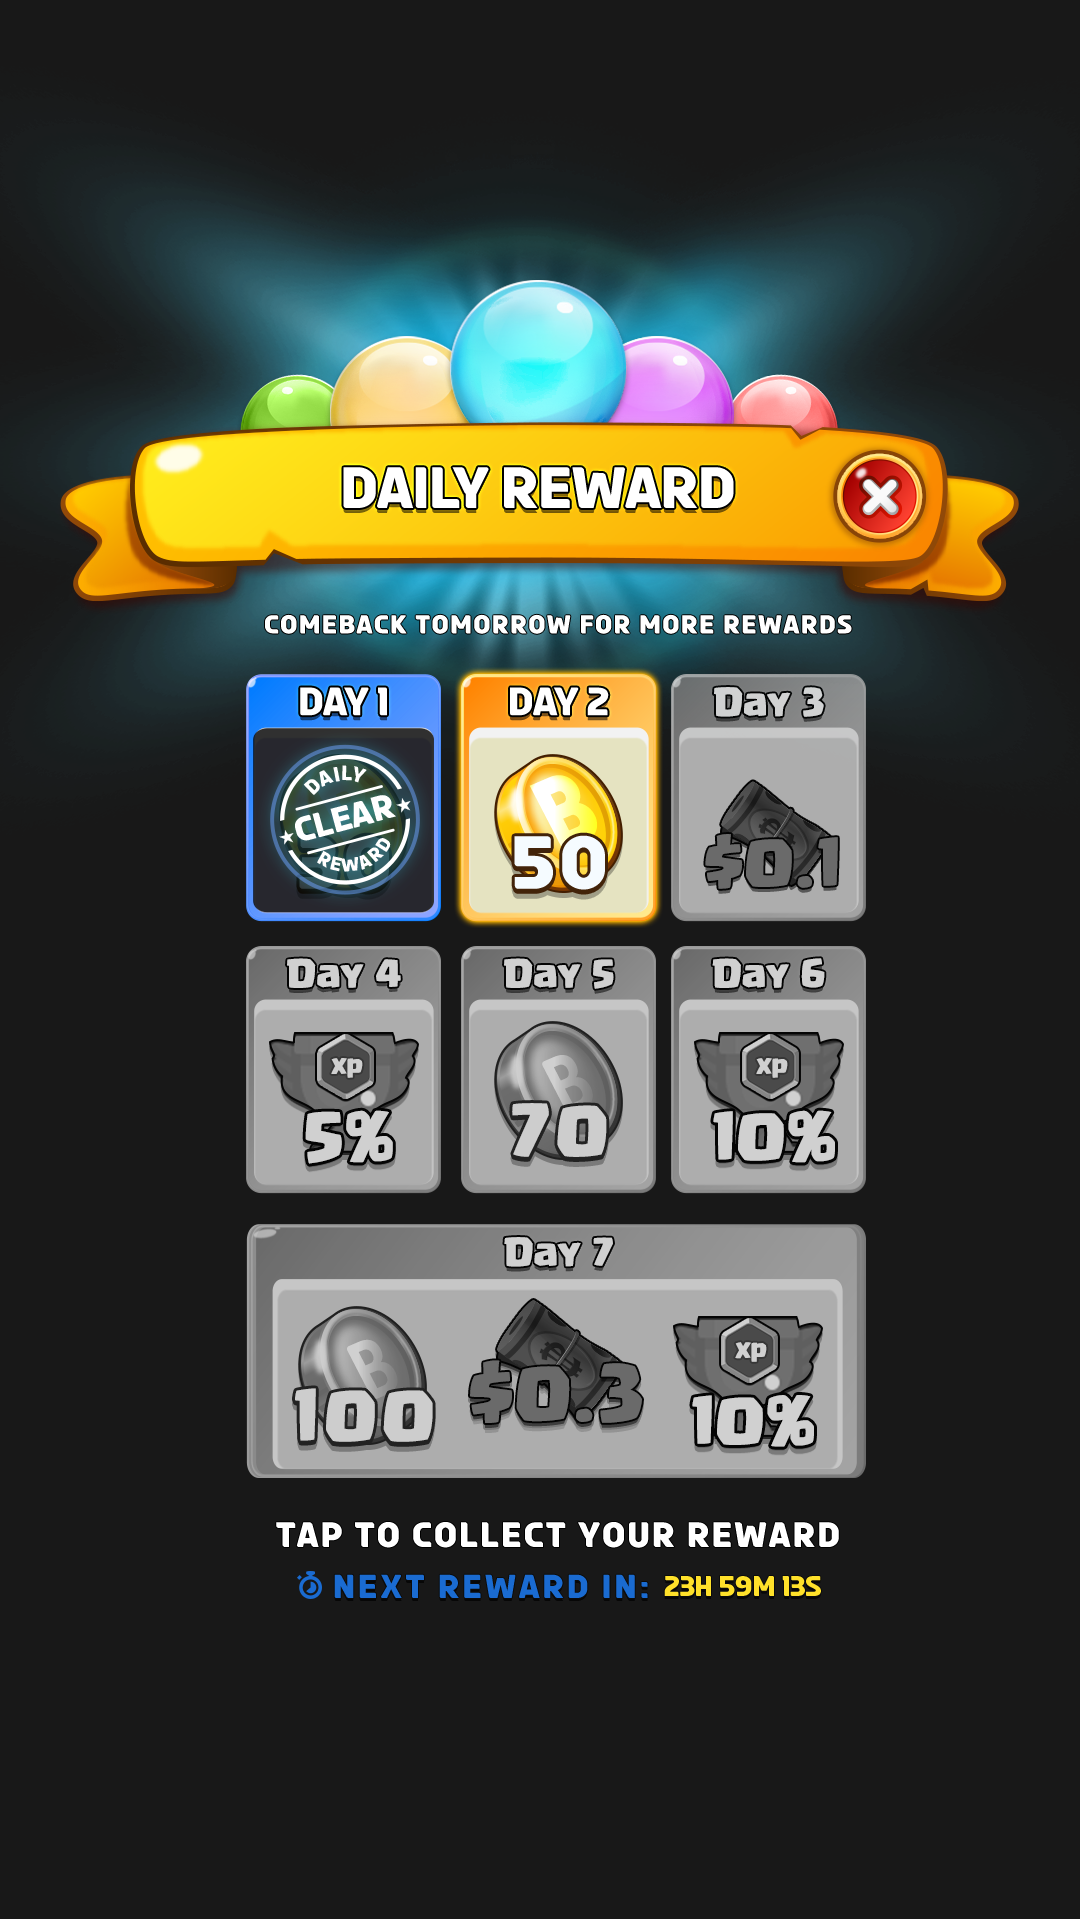 DAILY REWARD
COMEBACK TOMORROW FOR MORE REWARDS
DAY 1
DAILY
CLEAR
REWARD
DAY 2
B
50
Day 3
$0.1
Day 4
xp
5%
Day 5
B
70
Day 6
xp
10%
Day 7
B
100
$0.3
xp
10%
TAP TO COLLECT YOUR REWARD
NEXT REWARD IN: 23H 59M 13S